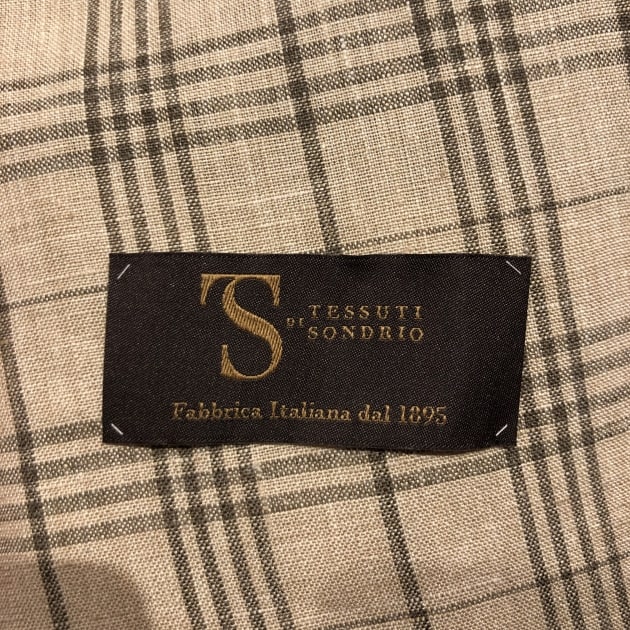 TS
DI TESSUTI
SONDRIO
Fabbrica Italiana dal 1895